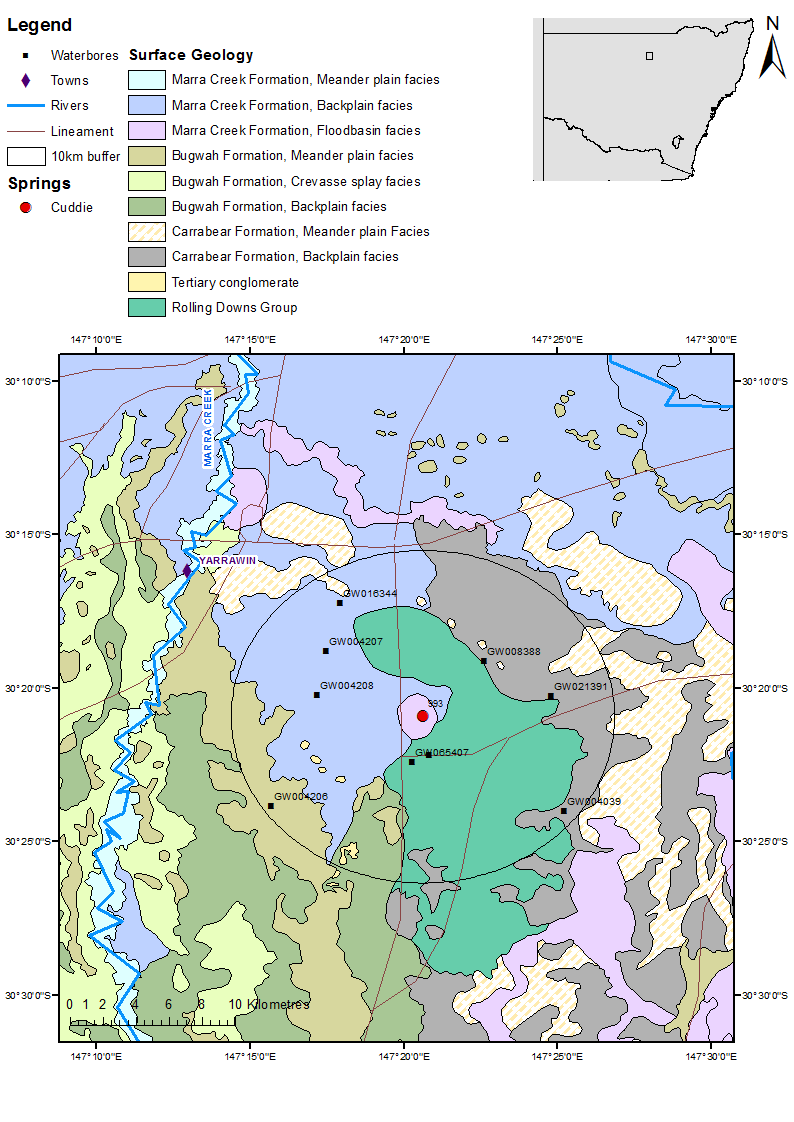 Legend
N
Waterbores
Towns
Rivers
Lineament
10km buffer
Springs
Cuddie
Surface Geology
Marra Creek Formation, Meander plain facies
Marra Creek Formation, Backplain facies
Marra Creek Formation, Floodbasin facies
Bugwah Formation, Meander plain facies
Bugwah Formation, Crevasse splay facies
Bugwah Formation, Backplain facies
Carrabear Formation, Meander plain Facies
Carrabear Formation, Backplain facies
Tertiary conglomerate
Rolling Downs Group
147°10'0"E 147°15'0"E 147°20'0"E 147°25'0"E 147°30'0"E
30°10'0"S 30°10'0"S
MARRA CREEK
30°15'0"S 30°15'0"S
YARRAWIN
GW016344
GW004207
GW008388
GW004208
GW021391
30°20'0"S 30°20'0"S
993
GW065407
GW004206
GW004039
30°25'0"S 30°25'0"S
30°30'0"S 30°30'0"S
0 1 2 4 6 8 10 Kilometres
147°10'0"E 147°15'0"E 147°20'0"E 147°25'0"E 147°30'0"E